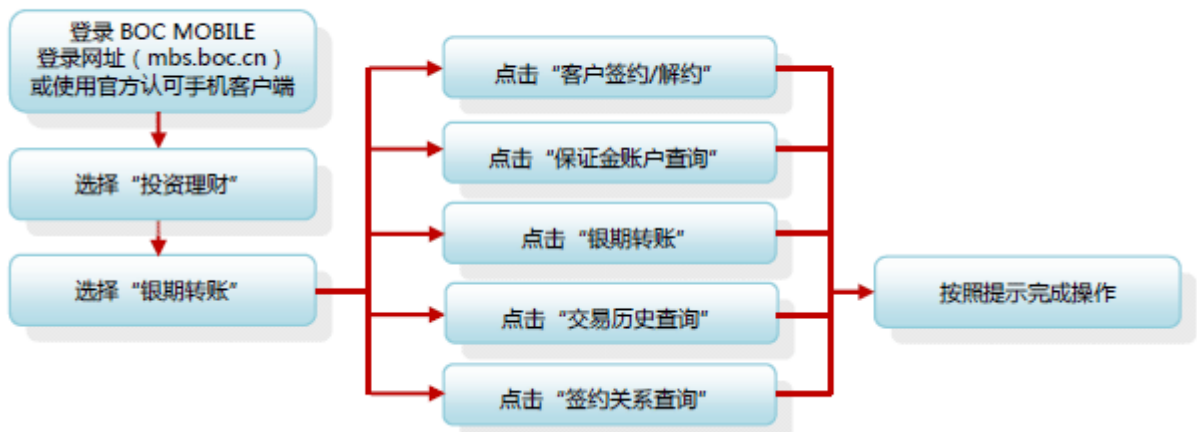 登录 BOC MOBILE
登录网址（mbs.boc.cn）
或使用官方认可手机客户端
选择“投资理财”
选择“银期转账”
点击“客户签约/解约”
点击“保证金账户查询”
点击“银期转账”
点击“交易历史查询”
点击“签约关系查询”
按照提示完成操作